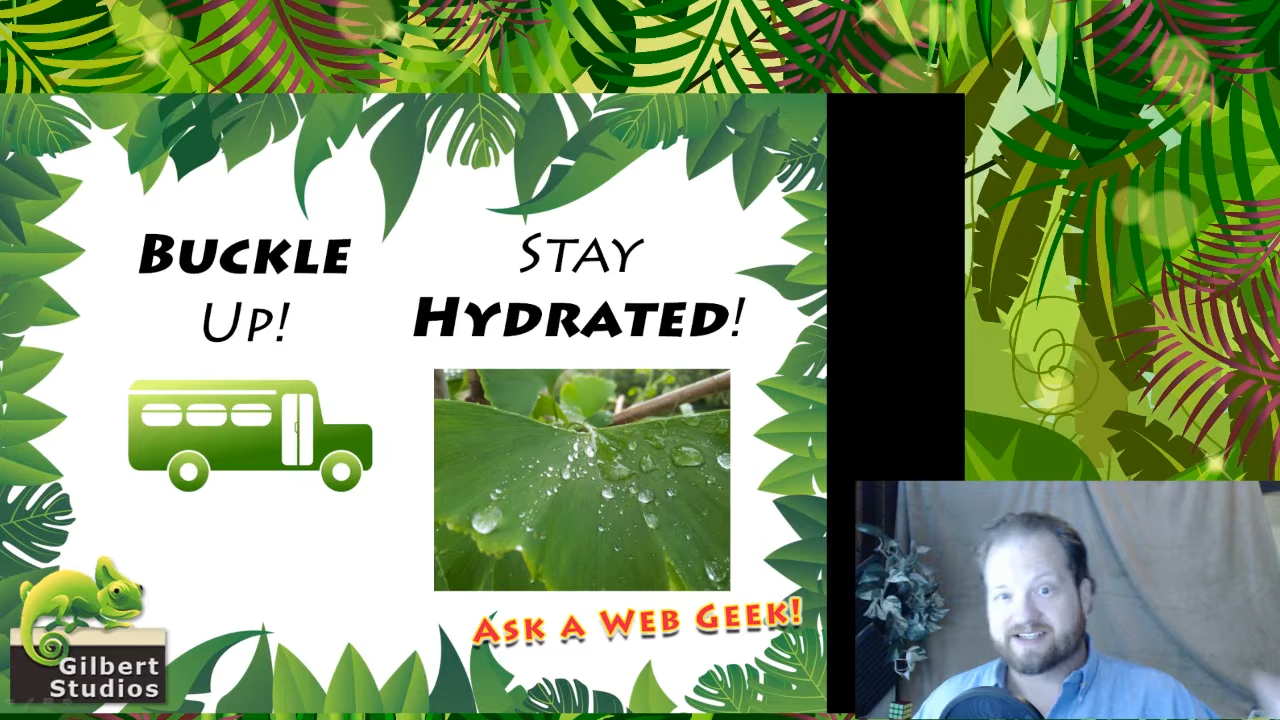 BUCKLE
UP!
STAY
HYDRATED!
ASK A WEB GEEK!
Gilbert
Studios